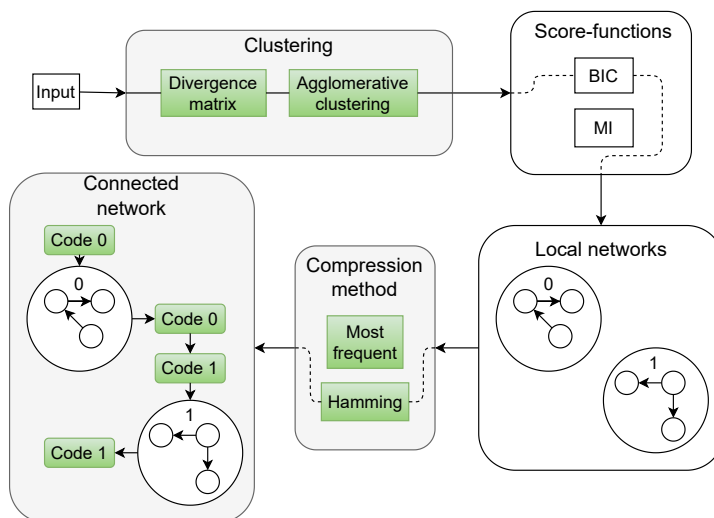 Clustering
Input
Divergence
matrix
Agglomerative
clustering
Score-functions
BIC
MI
Connected
network
Code 0
0
Code 0
Code 1
1
Code 1
Compression
method
Most
frequent
Hamming
Local networks
0
1